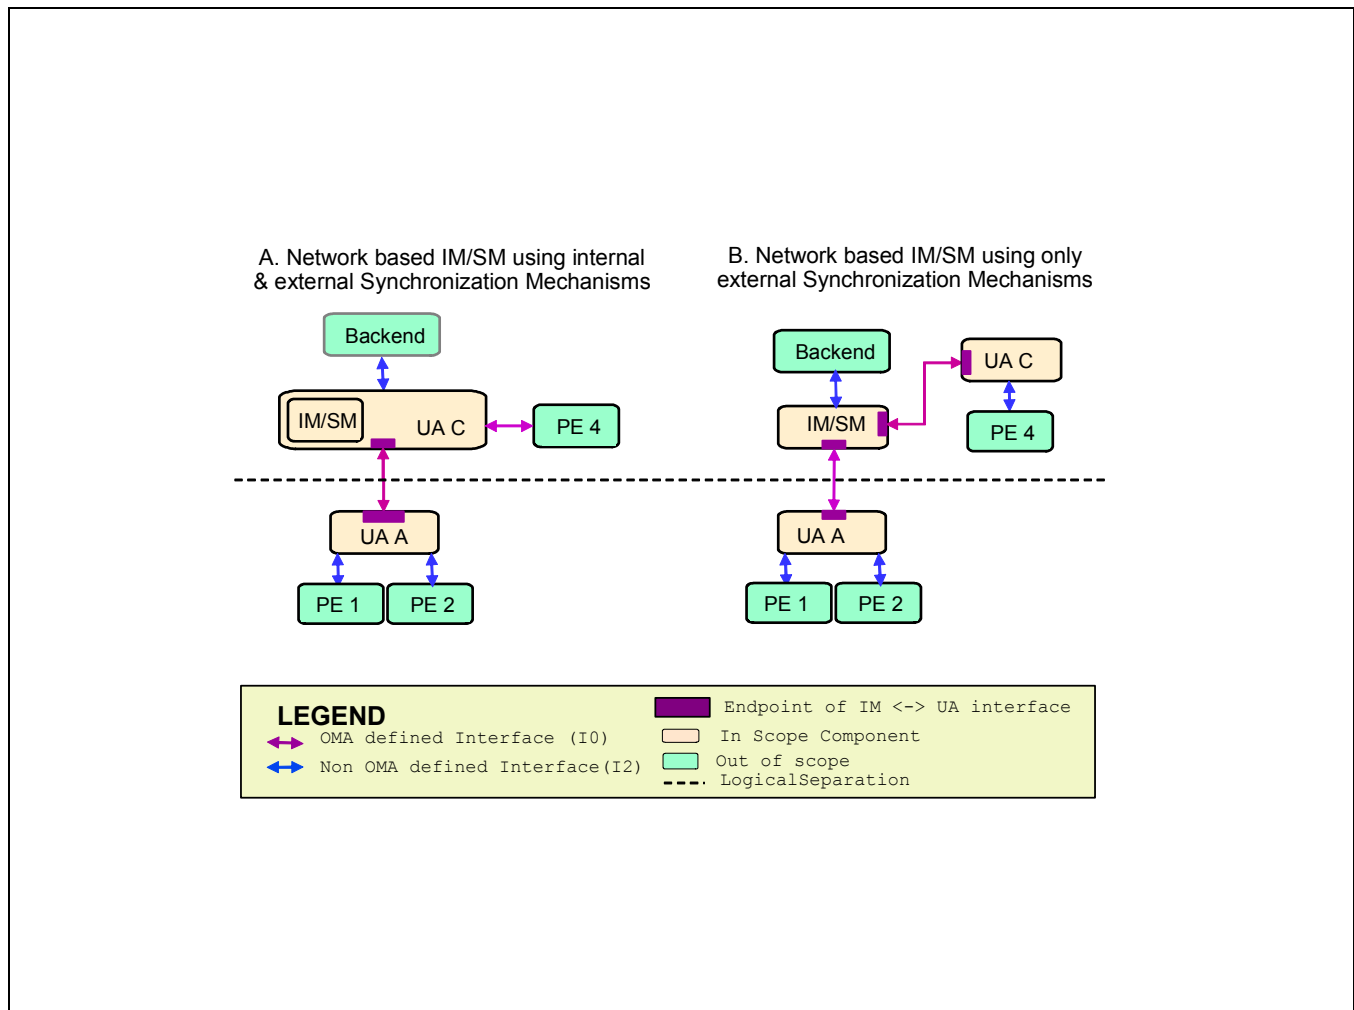 A. Network based IM/SM using internal
& external Synchronization Mechanisms
B. Network based IM/SM using only
external Synchronization Mechanisms
Backend
IM/SM
UA C
PE 4
UA A
PE 1
PE 2
Backend
UA C
IM/SM
PE 4
UA A
PE 1
PE 2
LEGEND
OMA defined Interface (I0)
Non OMA defined Interface(I2)
Endpoint of IM <-> UA interface
In Scope Component
Out of scope
LogicalSeparation